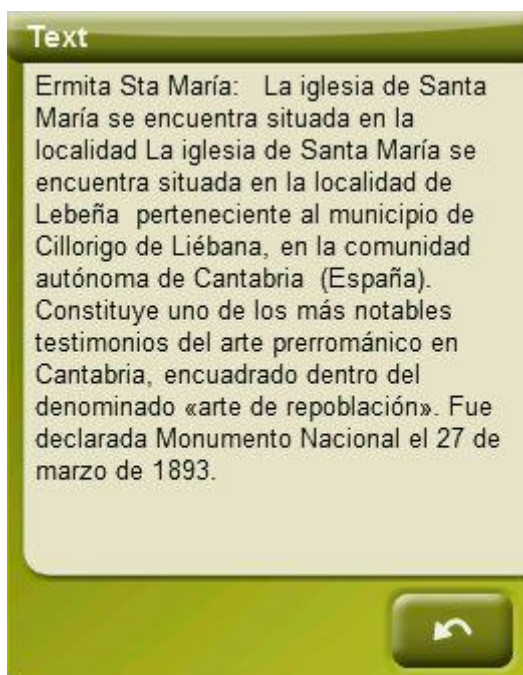 Text
Ermita Sta María:   La iglesia de Santa
María se encuentra situada en la
localidad La iglesia de Santa María se
encuentra situada en la localidad de
Lebeña  perteneciente al municipio de
Cillorigo de Liébana, en la comunidad
autónoma de Cantabria  (España).
Constituye uno de los más notables
testimonios del arte prerrománico en
Cantabria, encuadrado dentro del
denominado «arte de repoblación». Fue
declarada Monumento Nacional el 27 de
marzo de 1893.